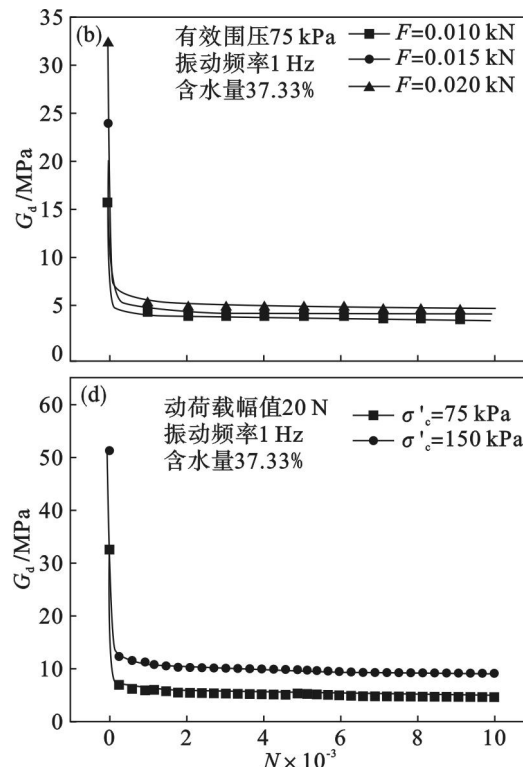 (b)
有效围压75 kPa
振动频率1 Hz
含水量37.33%
F=0.010 kN
F=0.015 kN
F=0.020 kN
35
30
25
20
15
10
5
0
G_d/MPa
(d)
动荷载幅值20 N
振动频率1 Hz
含水量37.33%
σ'_c=75 kPa
σ'_c=150 kPa
60
50
40
30
20
10
0
G_d/MPa
0 2 4 6 8 10
N×10⁻³